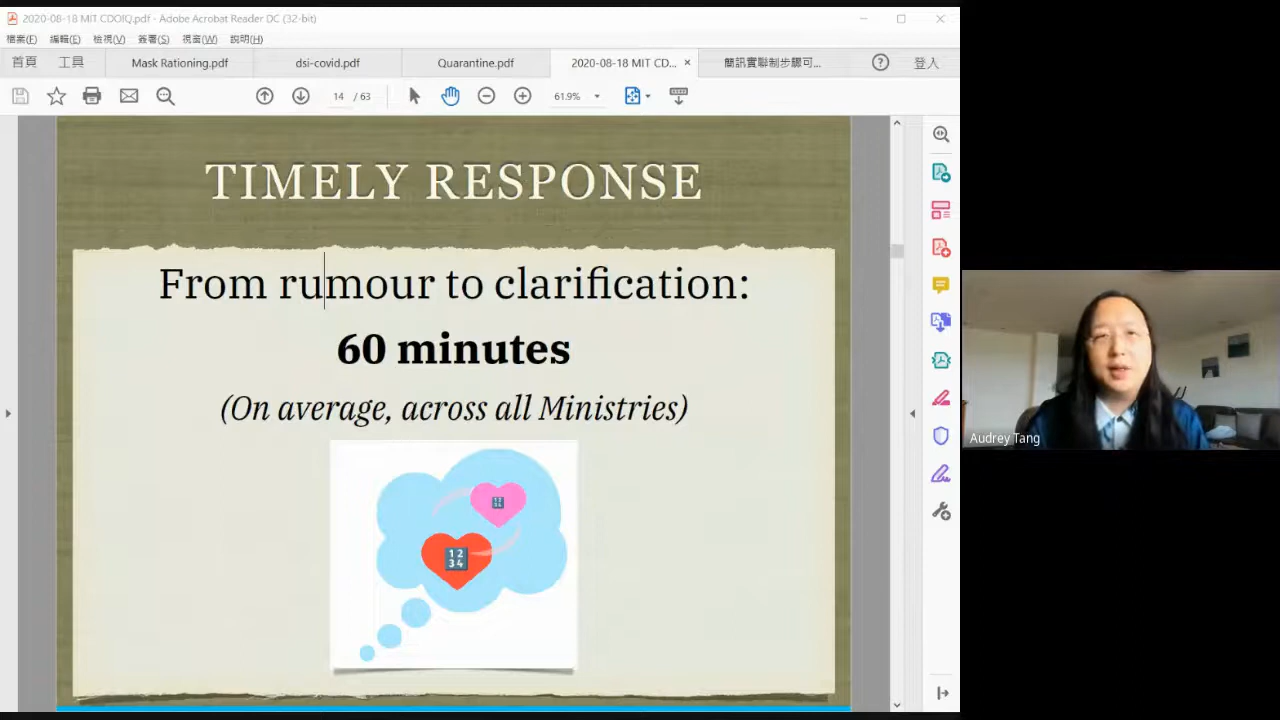 2020-08-18 MIT CDOIQ.pdf - Adobe Acrobat Reader DC (32-bit)
檔案(F) 編輯(E) 檢視(V) 簽署(S) 視窗(W) 說明(H)
首頁 工具 Mask Rationing.pdf dsi-covid.pdf Quarantine.pdf 2020-08-18 MIT CD... × 簡訊實聯制步驟可... ? 登入
14 / 63 61.9%
TIMELY RESPONSE
From rumour to clarification:
60 minutes
(On average, across all Ministries)
12
34
Audrey Tang